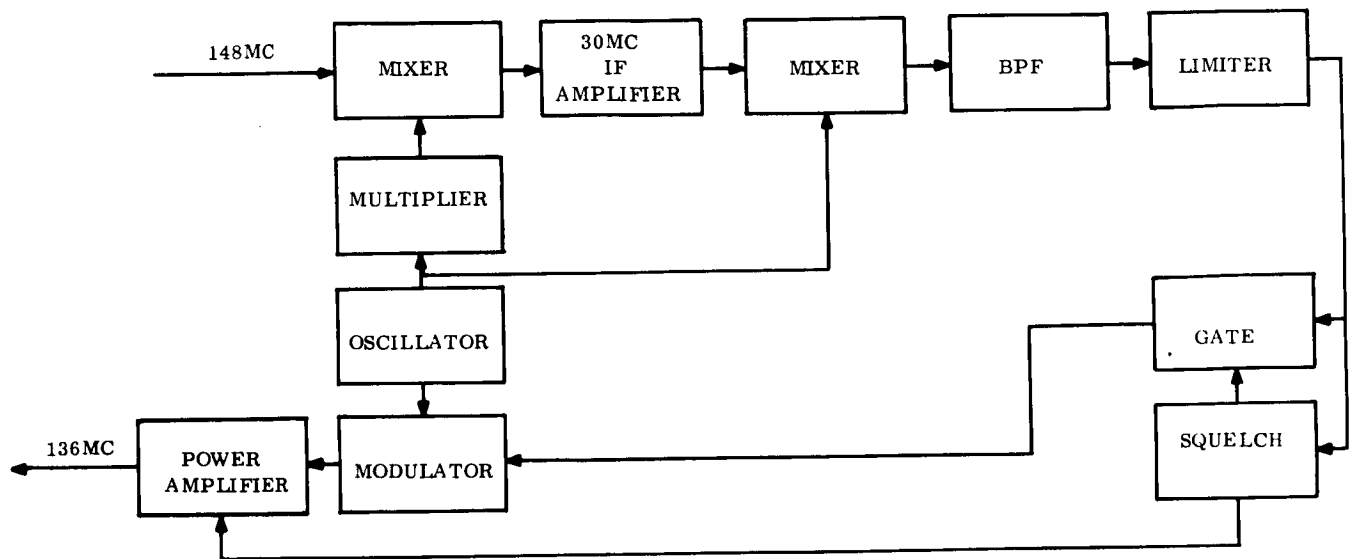 148MC
MIXER
30MC
IF
AMPLIFIER
MIXER
BPF
LIMITER
MULTIPLIER
OSCILLATOR
GATE
136MC
POWER
AMPLIFIER
MODULATOR
SQUELCH